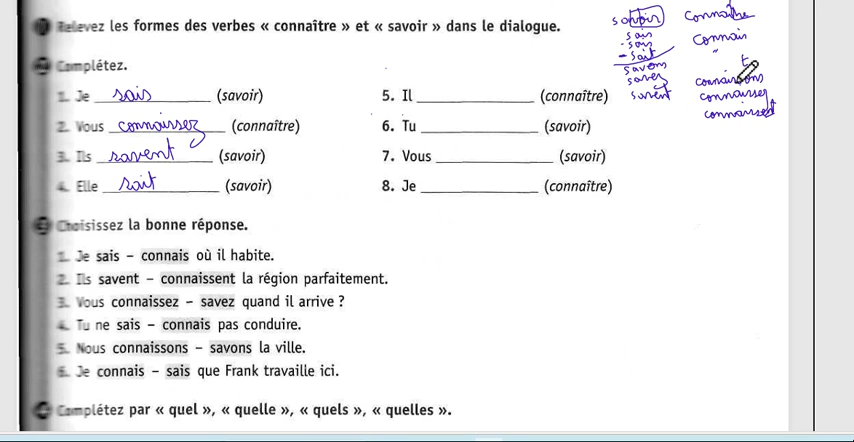 Relevez les formes des verbes « connaître » et « savoir » dans le dialogue.
savoir connaître
sais connais
- sais "
- sait t
savons connaissons
savez connaissez
savent connaissent
Complétez.
1. Je sais (savoir) 5. Il ____________ (connaître)
2. Vous connaissez (connaître) 6. Tu ____________ (savoir)
3. Ils savent (savoir) 7. Vous ____________ (savoir)
4. Elle sait (savoir) 8. Je ____________ (connaître)
Choisissez la bonne réponse.
1. Je sais – connais où il habite.
2. Ils savent – connaissent la région parfaitement.
3. Vous connaissez – savez quand il arrive ?
4. Tu ne sais – connais pas conduire.
5. Nous connaissons – savons la ville.
6. Je connais – sais que Frank travaille ici.
Complétez par « quel », « quelle », « quels », « quelles ».